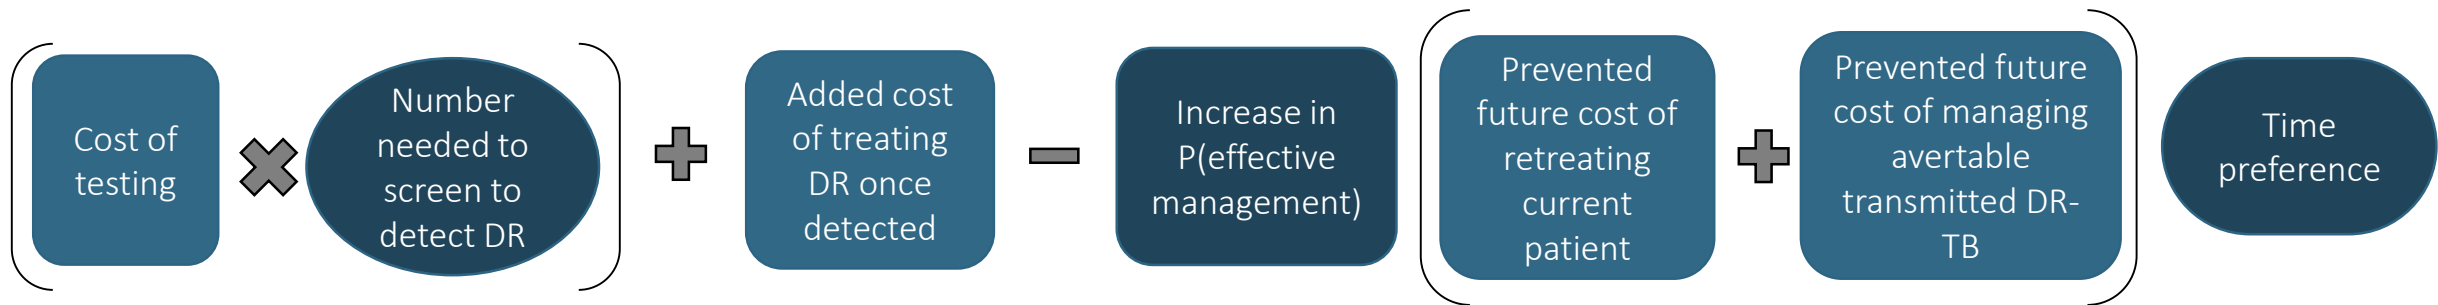 Cost of
testing
Number
needed to
screen to
detect DR
Added cost
of treating
DR once
detected
Increase in
P(effective
management)
Prevented
future cost of
retreating
current
patient
Prevented future
cost of managing
avertable
transmitted DR-
TB
Time
preference